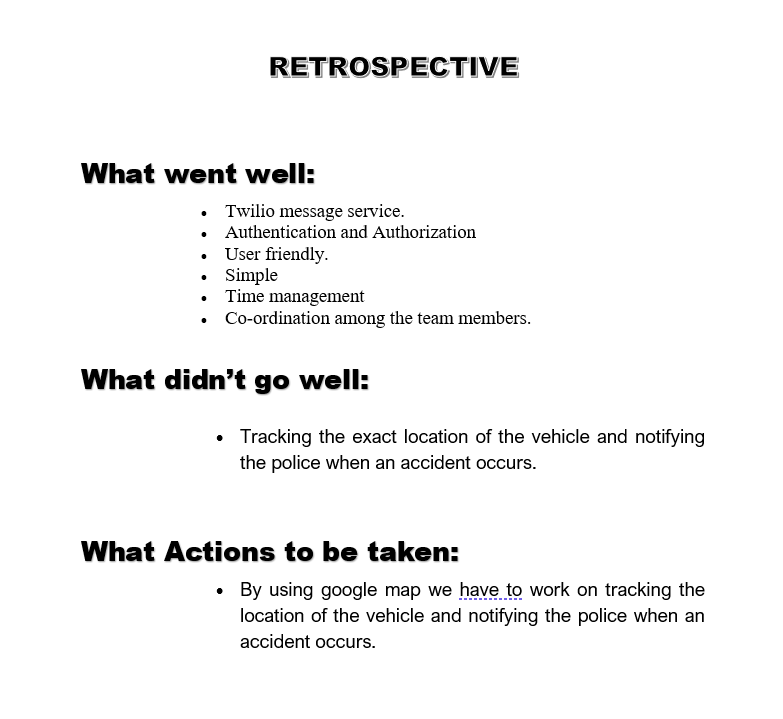 RETROSPECTIVE
What went well:
• Twilio message service.
• Authentication and Authorization
• User friendly.
• Simple
• Time management
• Co-ordination among the team members.
What didn’t go well:
• Tracking the exact location of the vehicle and notifying
the police when an accident occurs.
What Actions to be taken:
• By using google map we have to work on tracking the
location of the vehicle and notifying the police when an
accident occurs.